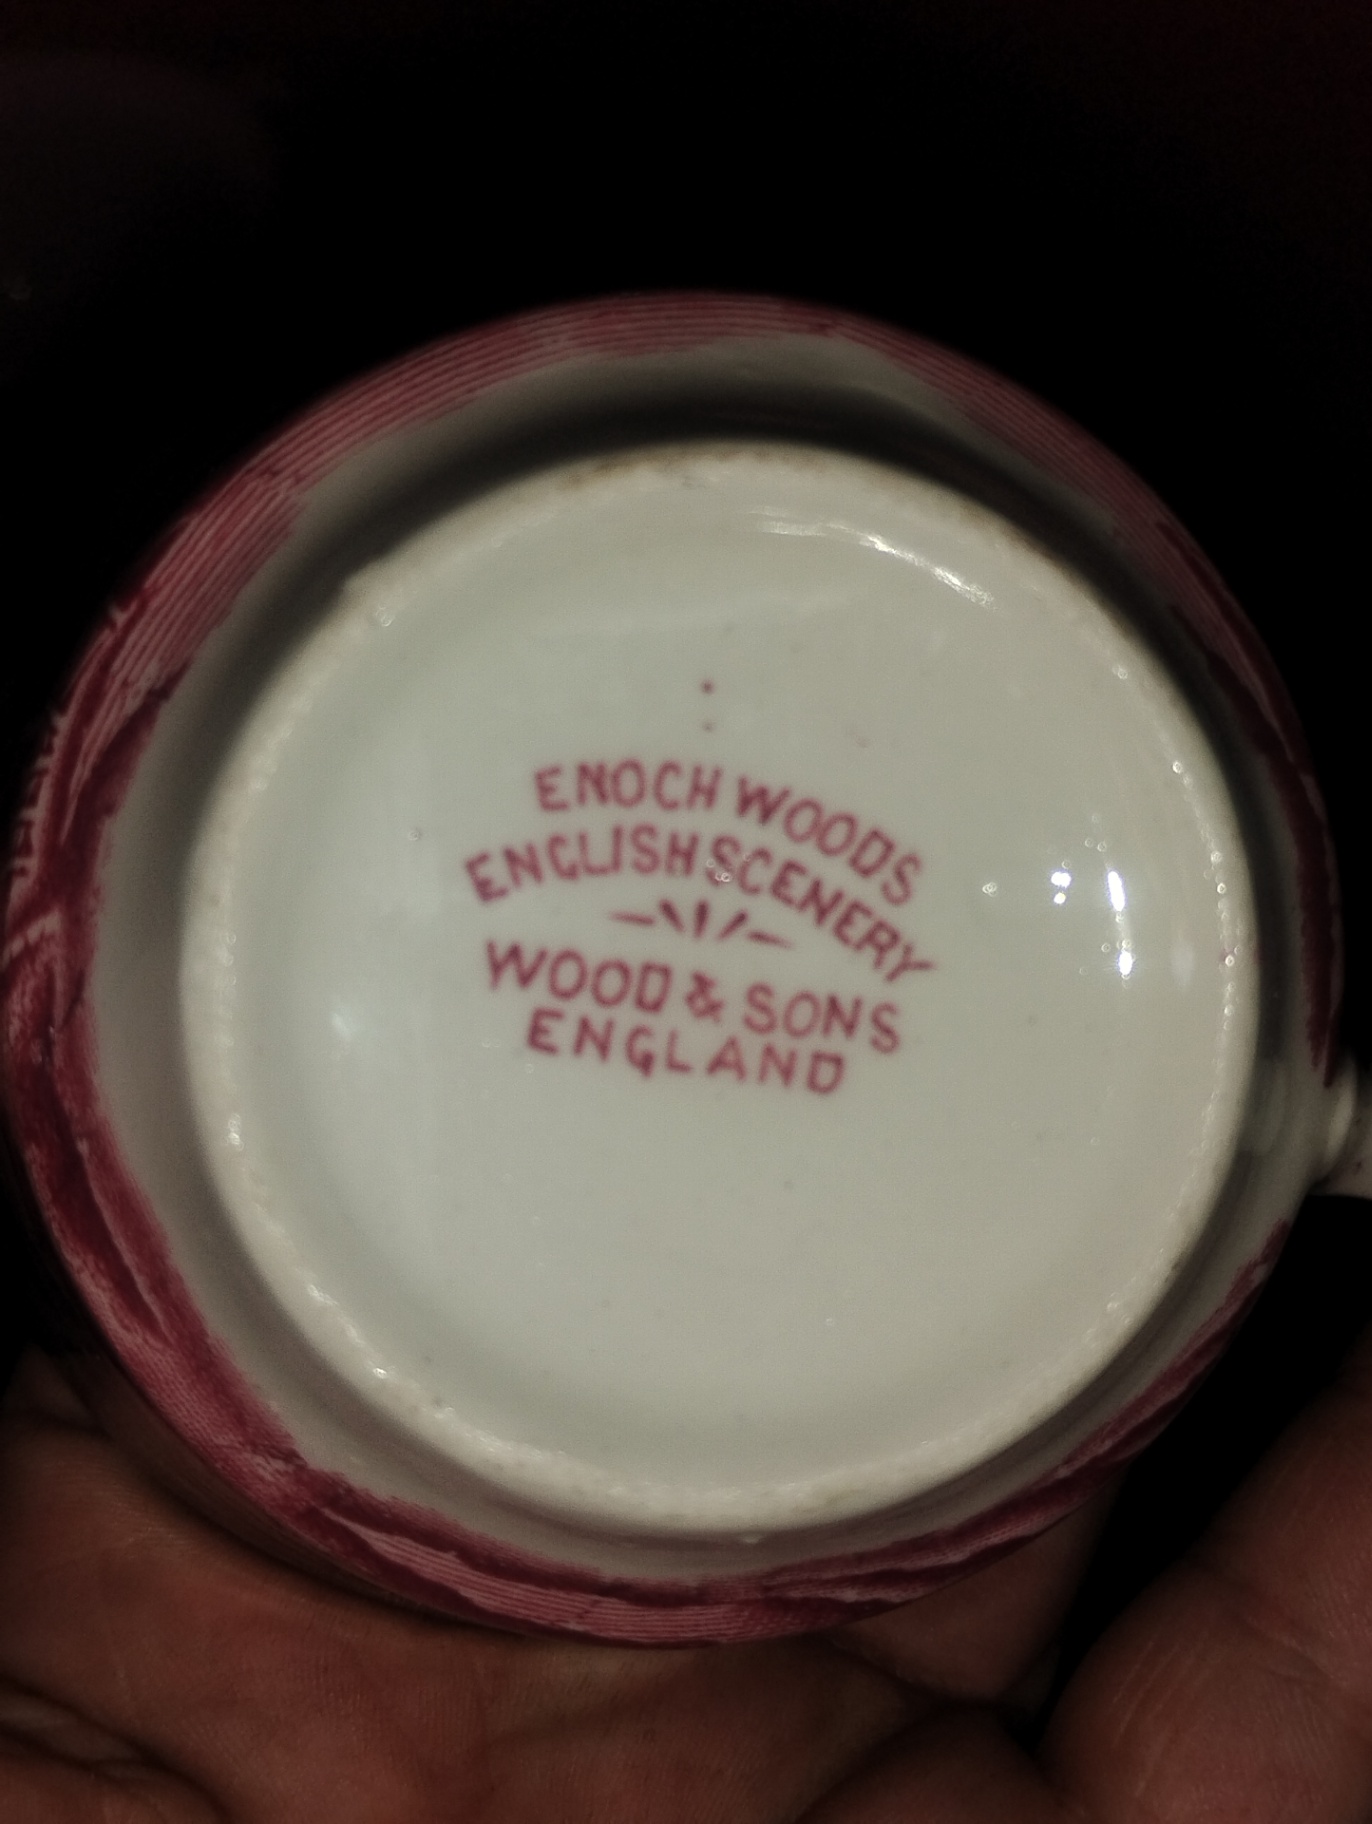 ENOCH WOODS
ENGLISH SCENERY
WOOD & SONS
ENGLAND